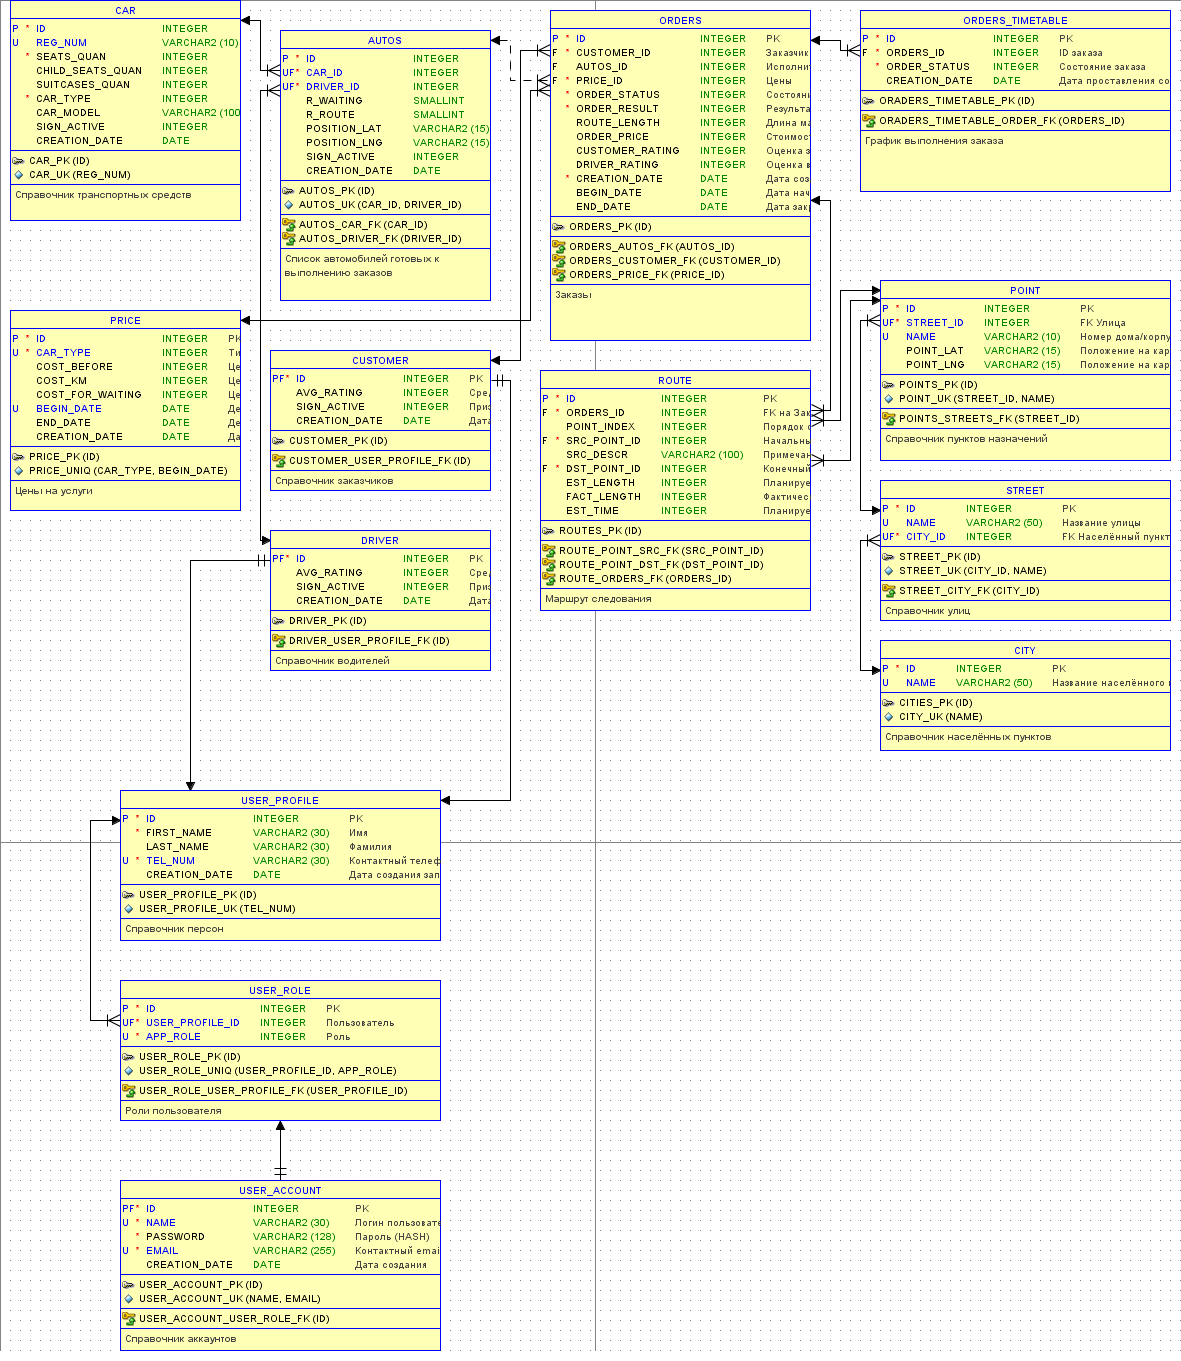 CAR
P * ID INTEGER
U REG_NUM VARCHAR2 (10)
* SEATS_QUAN INTEGER
CHILD_SEATS_QUAN INTEGER
SUITCASES_QUAN INTEGER
* CAR_TYPE INTEGER
CAR_MODEL VARCHAR2 (100
SIGN_ACTIVE INTEGER
CREATION_DATE DATE
CAR_PK (ID)
CAR_UK (REG_NUM)
Справочник транспортных средств
AUTOS
P * ID INTEGER
UF* CAR_ID INTEGER
UF* DRIVER_ID INTEGER
R_WAITING SMALLINT
R_ROUTE SMALLINT
POSITION_LAT VARCHAR2 (15)
POSITION_LNG VARCHAR2 (15)
SIGN_ACTIVE INTEGER
CREATION_DATE DATE
AUTOS_PK (ID)
AUTOS_UK (CAR_ID, DRIVER_ID)
AUTOS_CAR_FK (CAR_ID)
AUTOS_DRIVER_FK (DRIVER_ID)
Список автомобилей готовых к
выполнению заказов
ORDERS
P * ID INTEGER PK
F * CUSTOMER_ID INTEGER Заказчик
F AUTOS_ID INTEGER Исполни
F * PRICE_ID INTEGER Цены
* ORDER_STATUS INTEGER Состоян
* ORDER_RESULT INTEGER Результа
ROUTE_LENGTH INTEGER Длина ма
ORDER_PRICE INTEGER Стоимос
CUSTOMER_RATING INTEGER Оценка з
DRIVER_RATING INTEGER Оценка в
* CREATION_DATE DATE Дата соз
BEGIN_DATE DATE Дата нач
END_DATE DATE Дата зак
ORDERS_PK (ID)
ORDERS_AUTOS_FK (AUTOS_ID)
ORDERS_CUSTOMER_FK (CUSTOMER_ID)
ORDERS_PRICE_FK (PRICE_ID)
Заказы
ORDERS_TIMETABLE
P * ID INTEGER PK
F * ORDERS_ID INTEGER ID заказа
* ORDER_STATUS INTEGER Состояние заказа
CREATION_DATE DATE Дата проставления со
ORADERS_TIMETABLE_PK (ID)
ORADERS_TIMETABLE_ORDER_FK (ORDERS_ID)
График выполнения заказа
PRICE
P * ID INTEGER PK
U * CAR_TYPE INTEGER Ти
COST_BEFORE INTEGER Це
COST_KM INTEGER Це
COST_FOR_WAITING INTEGER Це
U BEGIN_DATE DATE Де
END_DATE DATE Де
CREATION_DATE DATE Да
PRICE_PK (ID)
PRICE_UNIQ (CAR_TYPE, BEGIN_DATE)
Цены на услуги
CUSTOMER
PF* ID INTEGER PK
AVG_RATING INTEGER Сред
SIGN_ACTIVE INTEGER Приз
CREATION_DATE DATE Дата
CUSTOMER_PK (ID)
CUSTOMER_USER_PROFILE_FK (ID)
Справочник заказчиков
ROUTE
P * ID INTEGER PK
F * ORDERS_ID INTEGER FK на Зак
POINT_INDEX INTEGER Порядок с
F * SRC_POINT_ID INTEGER Начальны
SRC_DESCR VARCHAR2 (100) Примечан
F * DST_POINT_ID INTEGER Конечный
EST_LENGTH INTEGER Планируе
FACT_LENGTH INTEGER Фактичес
EST_TIME INTEGER Планируе
ROUTES_PK (ID)
ROUTE_POINT_SRC_FK (SRC_POINT_ID)
ROUTE_POINT_DST_FK (DST_POINT_ID)
ROUTE_ORDERS_FK (ORDERS_ID)
Маршрут следования
POINT
P * ID INTEGER PK
UF* STREET_ID INTEGER FK Улица
U NAME VARCHAR2 (10) Номер дома/корпу
POINT_LAT VARCHAR2 (15) Положение на кар
POINT_LNG VARCHAR2 (15) Положение на кар
POINTS_PK (ID)
POINT_UK (STREET_ID, NAME)
POINTS_STREETS_FK (STREET_ID)
Справочник пунктов назначений
STREET
P * ID INTEGER PK
U NAME VARCHAR2 (50) Название улицы
UF* CITY_ID INTEGER FK Населённый пункт
STREET_PK (ID)
STREET_UK (CITY_ID, NAME)
STREET_CITY_FK (CITY_ID)
Справочник улиц
CITY
P * ID INTEGER PK
U NAME VARCHAR2 (50) Название населённого
CITIES_PK (ID)
CITY_UK (NAME)
Справочник населённых пунктов
DRIVER
PF* ID INTEGER PK
AVG_RATING INTEGER Сред
SIGN_ACTIVE INTEGER Приз
CREATION_DATE DATE Дата
DRIVER_PK (ID)
DRIVER_USER_PROFILE_FK (ID)
Справочник водителей
USER_PROFILE
P * ID INTEGER PK
* FIRST_NAME VARCHAR2 (30) Имя
LAST_NAME VARCHAR2 (30) Фамилия
U * TEL_NUM VARCHAR2 (30) Контактный телеф
CREATION_DATE DATE Дата создания зап
USER_PROFILE_PK (ID)
USER_PROFILE_UK (TEL_NUM)
Справочник персон
USER_ROLE
P * ID INTEGER PK
UF* USER_PROFILE_ID INTEGER Пользователь
U * APP_ROLE INTEGER Роль
USER_ROLE_PK (ID)
USER_ROLE_UNIQ (USER_PROFILE_ID, APP_ROLE)
USER_ROLE_USER_PROFILE_FK (USER_PROFILE_ID)
Роли пользователя
USER_ACCOUNT
PF* ID INTEGER PK
U * NAME VARCHAR2 (30) Логин пользовате
* PASSWORD VARCHAR2 (128) Пароль (HASH)
U * EMAIL VARCHAR2 (255) Контактный emai
CREATION_DATE DATE Дата создания
USER_ACCOUNT_PK (ID)
USER_ACCOUNT_UK (NAME, EMAIL)
USER_ACCOUNT_USER_ROLE_FK (ID)
Справочник аккаунтов